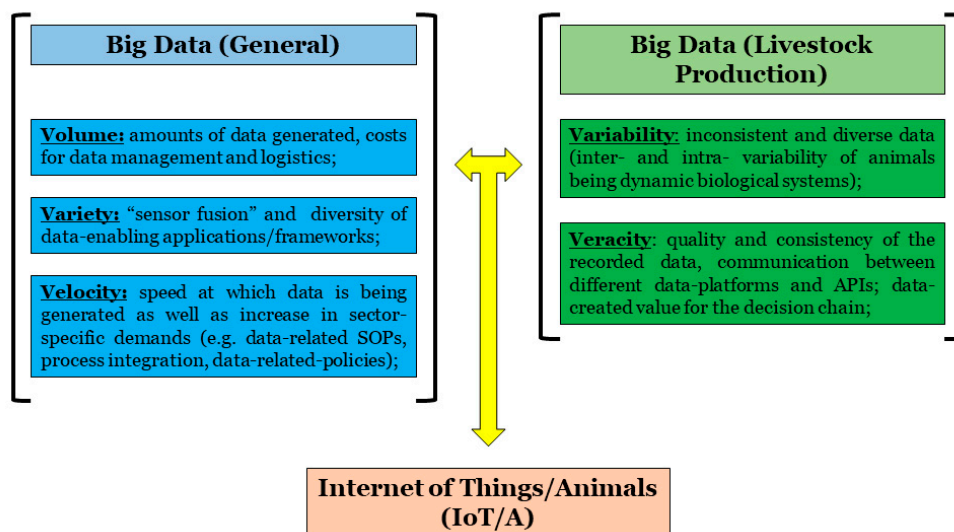 Big Data (General)
Volume: amounts of data generated, costs
for data management and logistics;
Variety: “sensor fusion” and diversity of
data-enabling applications/frameworks;
Velocity: speed at which data is being
generated as well as increase in sector-
specific demands (e.g. data-related SOPs,
process integration, data-related-policies);
Big Data (Livestock
Production)
Variability: inconsistent and diverse data
(inter- and intra- variability of animals
being dynamic biological systems);
Veracity: quality and consistency of the
recorded data, communication between
different data-platforms and APIs; data-
created value for the decision chain;
Internet of Things/Animals
(IoT/A)